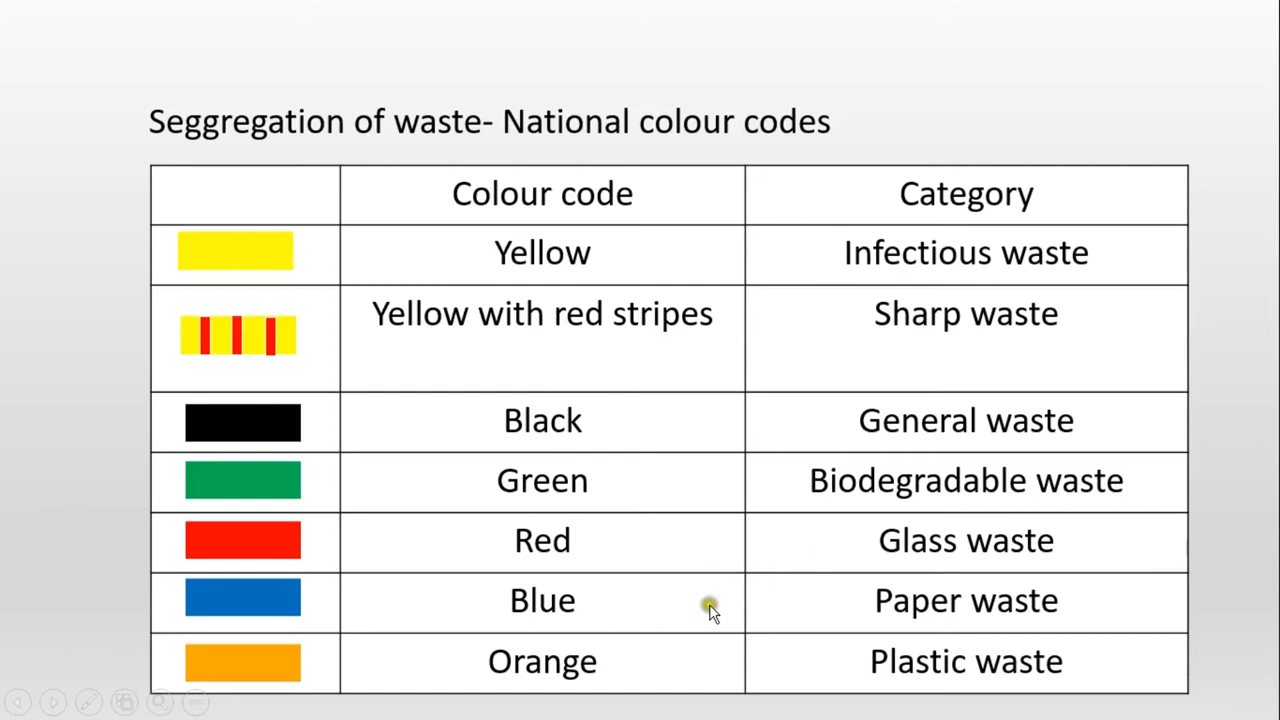 Seggregation of waste- National colour codes
Colour code Category
Yellow Infectious waste
Yellow with red stripes Sharp waste
Black General waste
Green Biodegradable waste
Red Glass waste
Blue Paper waste
Orange Plastic waste